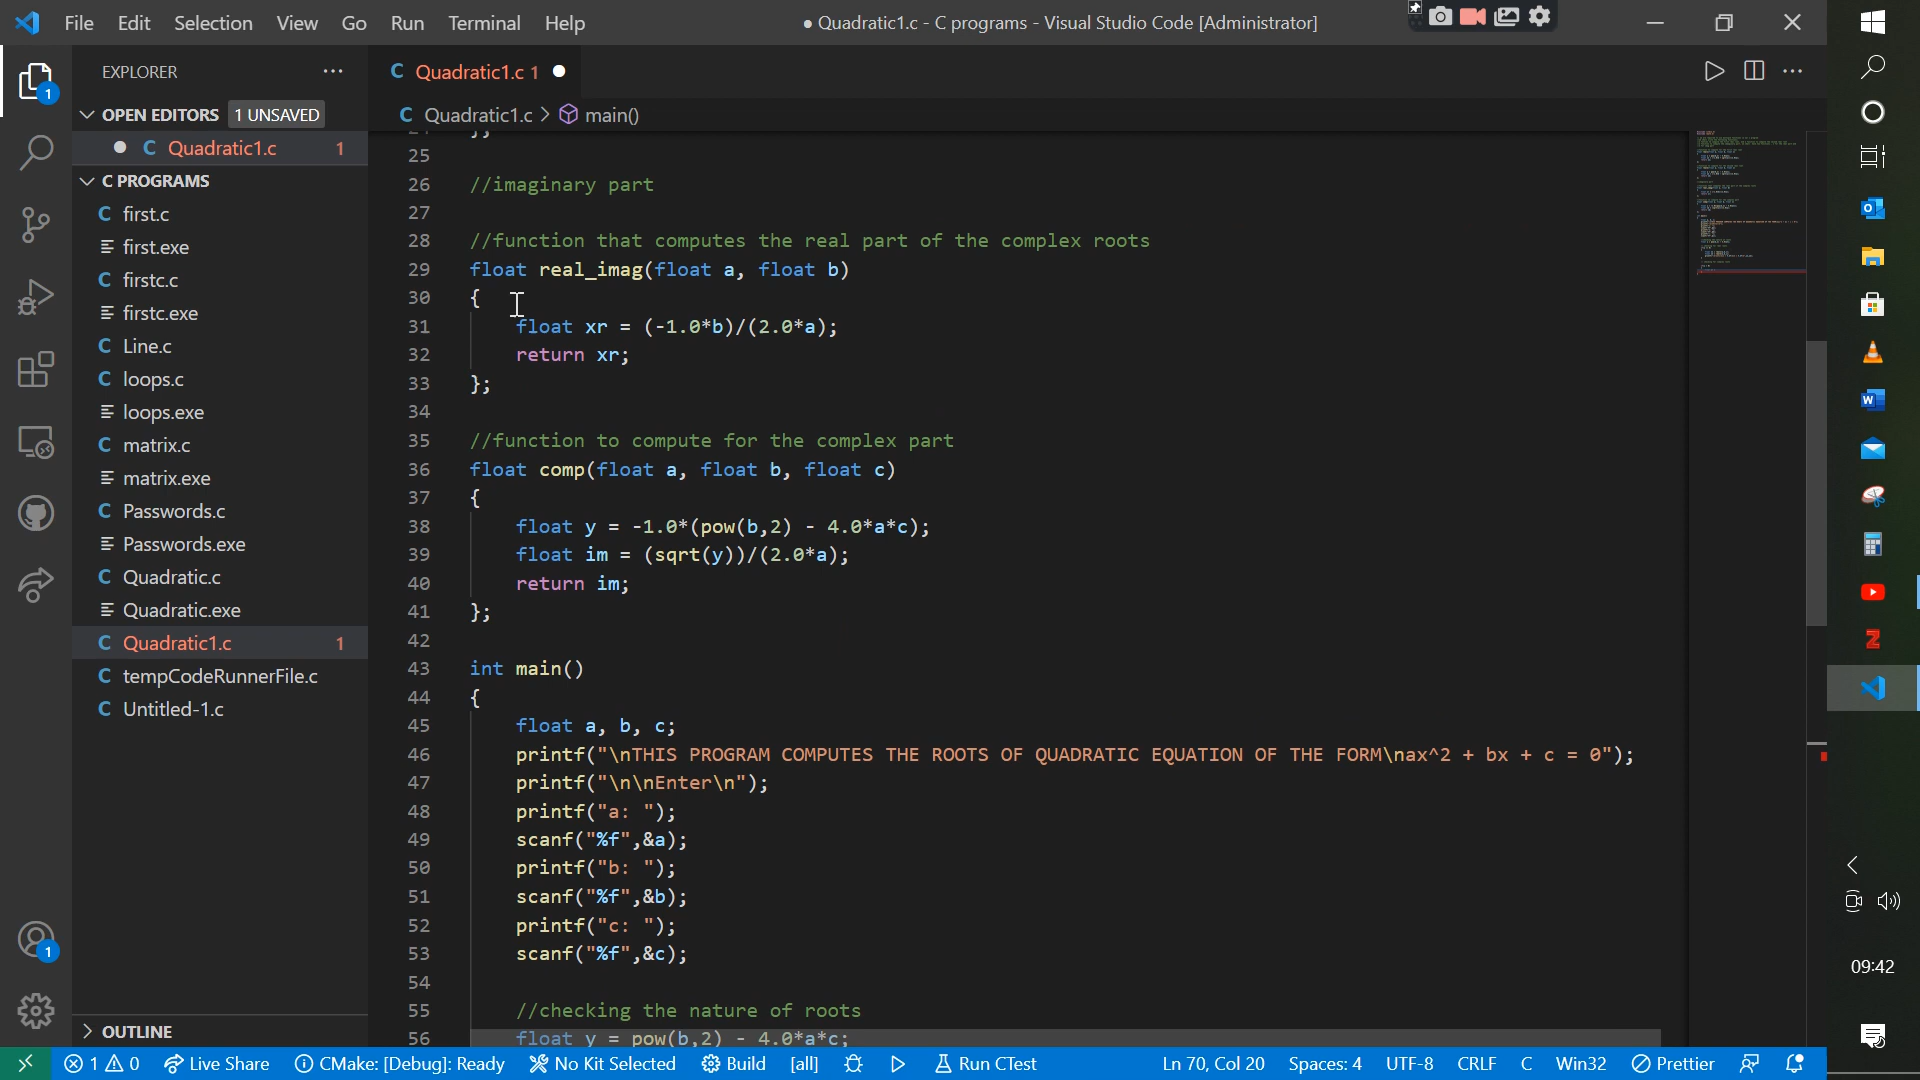 File Edit Selection View Go Run Terminal Help
● Quadratic1.c - C programs - Visual Studio Code [Administrator]
EXPLORER
OPEN EDITORS 1 UNSAVED
C Quadratic1.c 1
C PROGRAMS
C first.c
first.exe
C firstc.c
firstc.exe
C Line.c
C loops.c
loops.exe
C matrix.c
matrix.exe
C Passwords.c
Passwords.exe
C Quadratic.c
Quadratic.exe
C Quadratic1.c 1
C tempCodeRunnerFile.c
C Untitled-1.c
OUTLINE
C Quadratic1.c 1
C Quadratic1.c > main()
24 };
25
26 //imaginary part
27
28 //function that computes the real part of the complex roots
29 float real_imag(float a, float b)
30 {
31 float xr = (-1.0*b)/(2.0*a);
32 return xr;
33 };
34
35 //function to compute for the complex part
36 float comp(float a, float b, float c)
37 {
38 float y = -1.0*(pow(b,2) - 4.0*a*c);
39 float im = (sqrt(y))/(2.0*a);
40 return im;
41 };
42
43 int main()
44 {
45 float a, b, c;
46 printf("\nTHIS PROGRAM COMPUTES THE ROOTS OF QUADRATIC EQUATION OF THE FORM\nax^2 + bx + c = 0");
47 printf("\n\nEnter\n");
48 printf("a: ");
49 scanf("%f",&a);
50 printf("b: ");
51 scanf("%f",&b);
52 printf("c: ");
53 scanf("%f",&c);
54
55 //checking the nature of roots
56 float y = pow(b,2) - 4.0*a*c;
1 0 Live Share CMake: [Debug]: Ready No Kit Selected Build [all] Run CTest Ln 70, Col 20 Spaces: 4 UTF-8 CRLF C Win32 Prettier
09:42